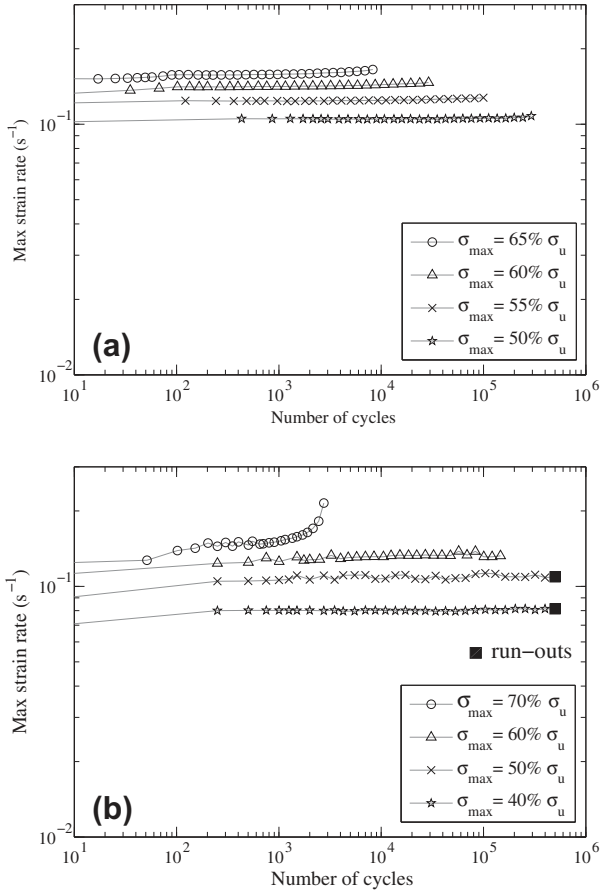 10⁻¹
Max strain rate (s⁻¹)
σmax = 65% σu
σmax = 60% σu
σmax = 55% σu
σmax = 50% σu
(a)
10⁻²
10¹ 10² 10³ 10⁴ 10⁵ 10⁶
Number of cycles
10⁻¹
Max strain rate (s⁻¹)
run−outs
σmax = 70% σu
σmax = 60% σu
σmax = 50% σu
σmax = 40% σu
(b)
10⁻²
10¹ 10² 10³ 10⁴ 10⁵ 10⁶
Number of cycles